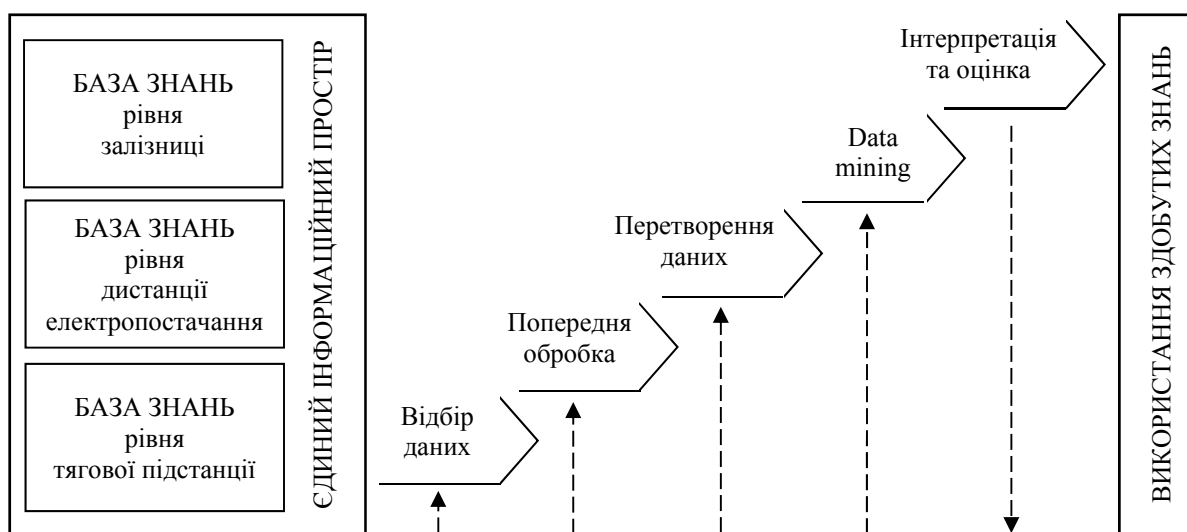 БАЗА ЗНАНЬ
рівня
залізниці
БАЗА ЗНАНЬ
рівня
дистанції
електропостачання
БАЗА ЗНАНЬ
рівня
тягової підстанції
ЄДИНИЙ ІНФОРМАЦІЙНИЙ ПРОСТІР
Відбір
даних
Попередня
обробка
Перетворення
даних
Data
mining
Інтерпретація
та оцінка
ВИКОРИСТАННЯ ЗДОБУТИХ ЗНАНЬ